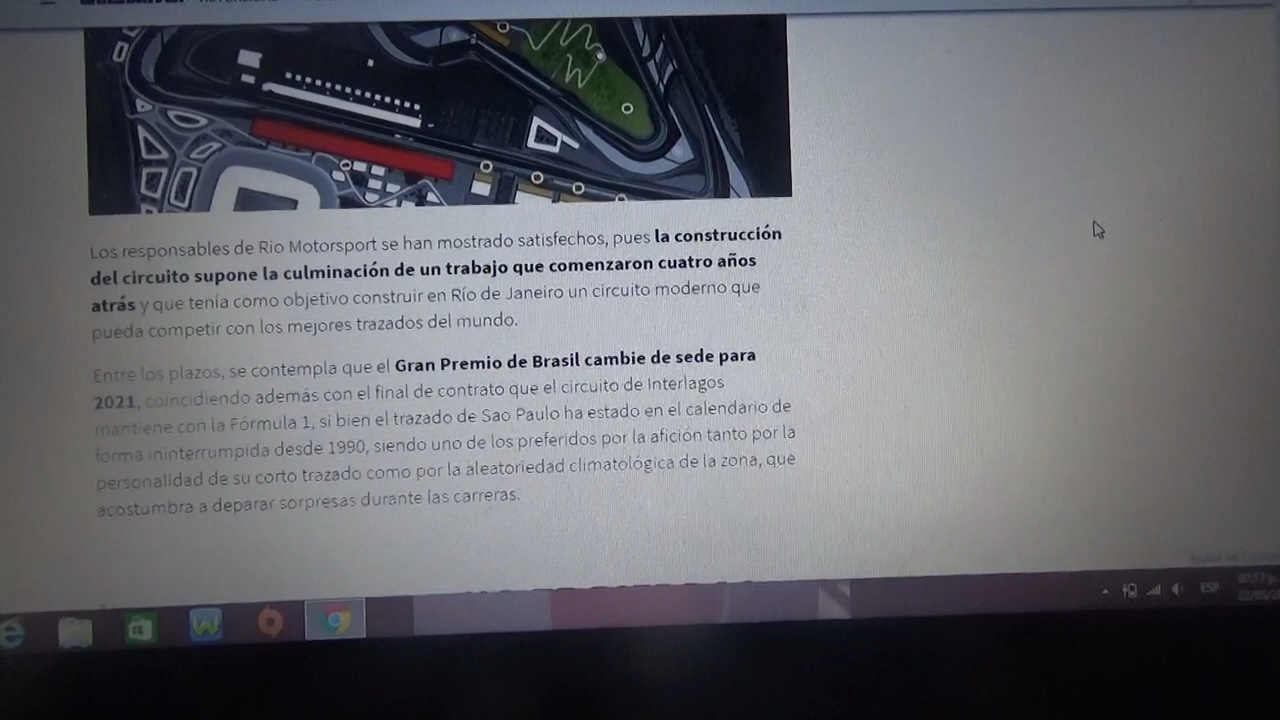 Los responsables de Rio Motorsport se han mostrado satisfechos, pues la construcción
del circuito supone la culminación de un trabajo que comenzaron cuatro años
atrás y que tenía como objetivo construir en Río de Janeiro un circuito moderno que
pueda competir con los mejores trazados del mundo.
Entre los plazos, se contempla que el Gran Premio de Brasil cambie de sede para
2021, coincidiendo además con el final de contrato que el circuito de Interlagos
mantiene con la Fórmula 1, si bien el trazado de Sao Paulo ha estado en el calendario de
forma ininterrumpida desde 1990, siendo uno de los preferidos por la afición tanto por la
personalidad de su corto trazado como por la aleatoriedad climatológica de la zona, que
acostumbra a deparar sorpresas durante las carreras.
ESP